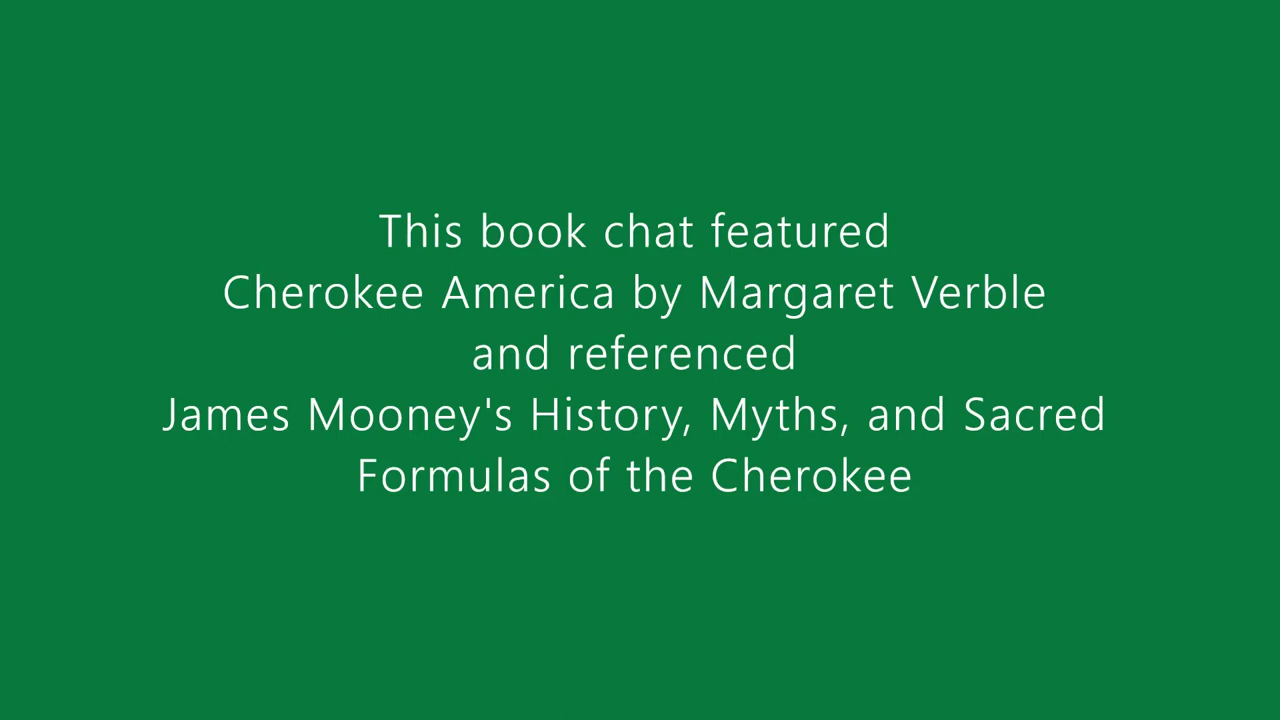 This book chat featured
Cherokee America by Margaret Verble
and referenced
James Mooney's History, Myths, and Sacred
Formulas of the Cherokee